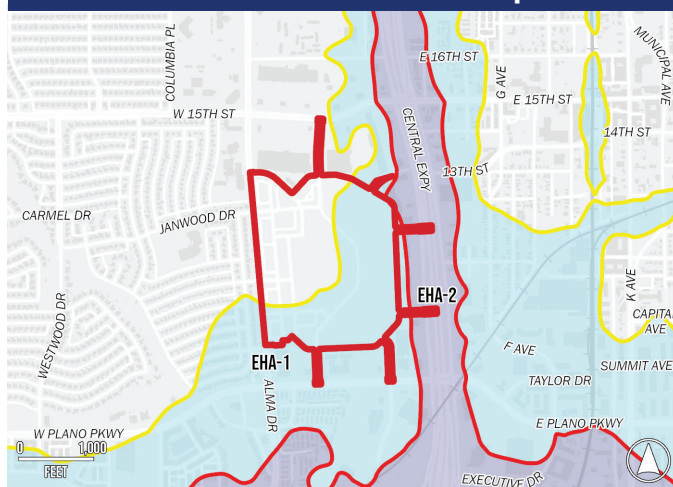 COLUMBIA PL
MUNICIPAL AVE
E 16TH ST
G AVE
E 15TH ST
W 15TH ST
CENTRAL EXPY
14TH ST
13TH ST
CARMEL DR
JANWOOD DR
K AVE
EHA-2
CAPITA
AVE
WESTWOOD DR
F AVE
EHA-1
SUMMIT AVE
TAYLOR DR
ALMA DR
E PLANO PKWY
W PLANO PKWY
0 1,000
FEET
EXECUTIVE DR